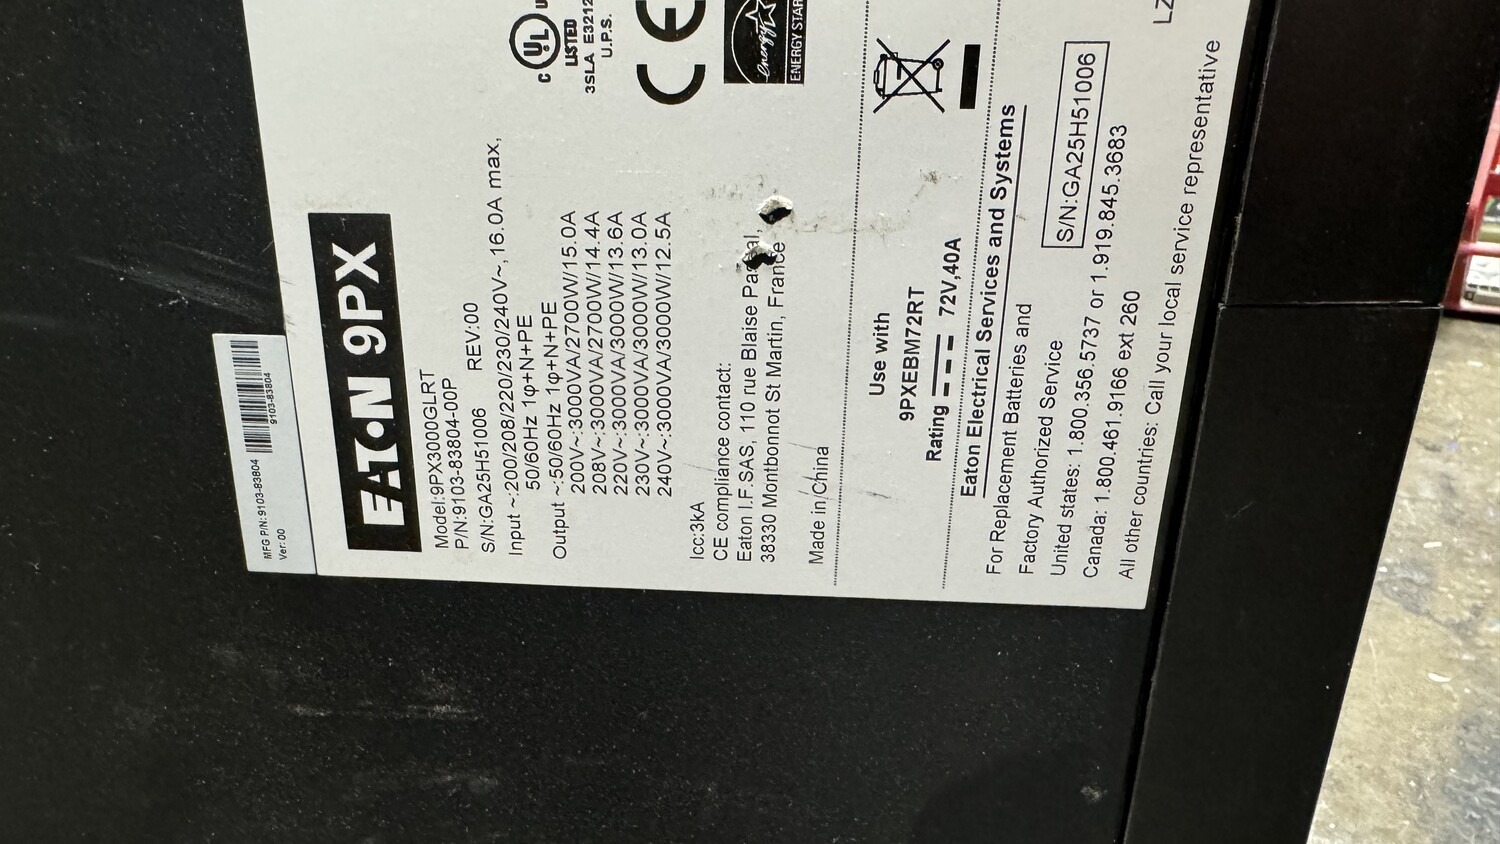 MFG P/N: 9103-83804
9103-83804
Ver: 00
EATON 9PX
Model:9PX3000GLRT
P/N:9103-83804-00P
S/N:GA25H51006 REV:00
Input ~:200/208/220/230/240V~,16.0A max,
50/60Hz 1φ+N+PE
Output ~:50/60Hz 1φ+N+PE
200V~:3000VA/2700W/15.0A
208V~:3000VA/2700W/14.4A
220V~:3000VA/3000W/13.6A
230V~:3000VA/3000W/13.0A
240V~:3000VA/3000W/12.5A
Icc:3kA
CE compliance contact:
Eaton I.F.SAS, 110 rue Blaise Pascal,
38330 Montbonnot St Martin, France
Made in China
C UL
LISTED
3SLA E3212
U.P.S.
CE
energy
ENERGY STAR
Use with
9PXEBM72RT
Rating 72V,40A
Eaton Electrical Services and Systems
For Replacement Batteries and
Factory Authorized Service
United states: 1.800.356.5737 or 1.919.845.3683
Canada: 1.800.461.9166 ext 260
All other countries: Call your local service representative
S/N:GA25H51006
LZ